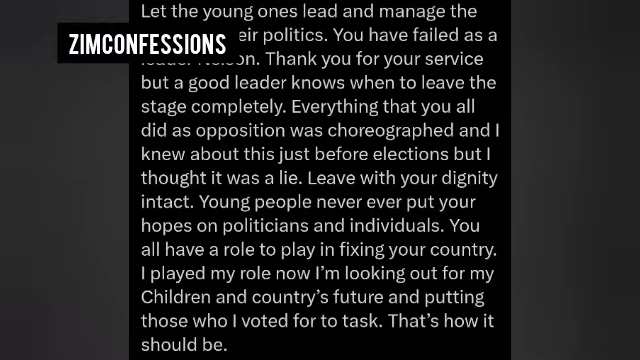 Let the young ones lead and manage the
ZIMCONFESSIONS
eir politics. You have failed as a
Nelson. Thank you for your service
but a good leader knows when to leave the
stage completely. Everything that you all
did as opposition was choreographed and I
knew about this just before elections but I
thought it was a lie. Leave with your dignity
intact. Young people never ever put your
hopes on politicians and individuals. You
all have a role to play in fixing your country.
I played my role now I'm looking out for my
Children and country's future and putting
those who I voted for to task. That's how it
should be.